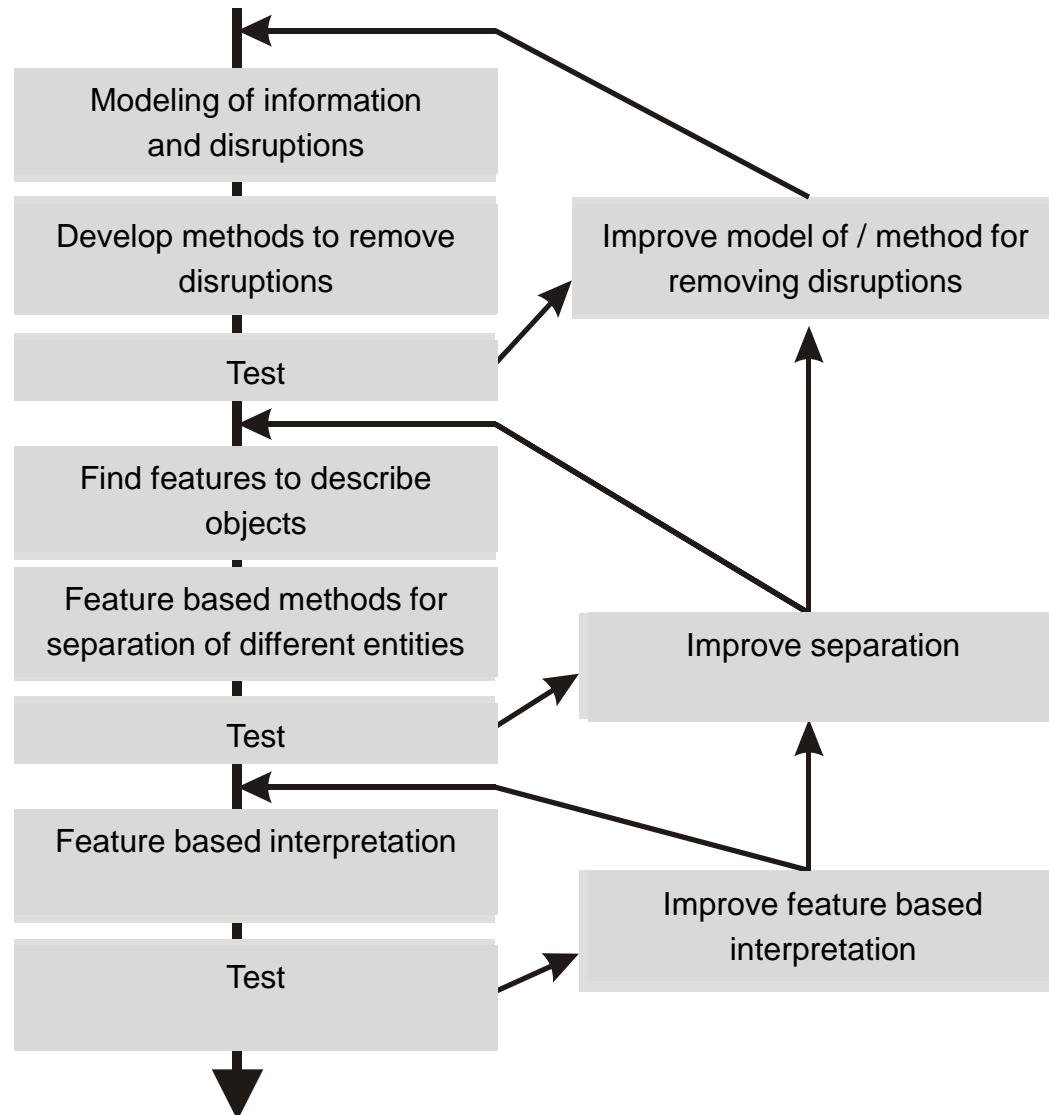 Modeling of information
and disruptions
Develop methods to remove
disruptions
Improve model of / method for
removing disruptions
Test
Find features to describe
objects
Feature based methods for
separation of different entities
Improve separation
Test
Feature based interpretation
Improve feature based
interpretation
Test